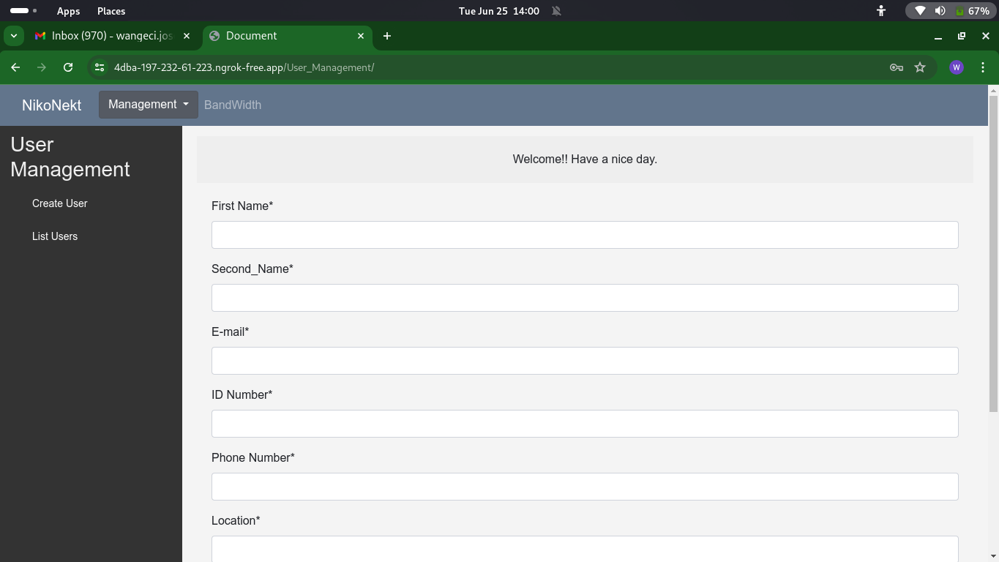 Apps Places Tue Jun 25 14:00 67%
Inbox (970) - wangeci.jos Document
4dba-197-232-61-223.ngrok-free.app/User_Management/ W
NikoNekt Management BandWidth
User
Management
Create User
List Users
Welcome!! Have a nice day.
First Name*
Second_Name*
E-mail*
ID Number*
Phone Number*
Location*